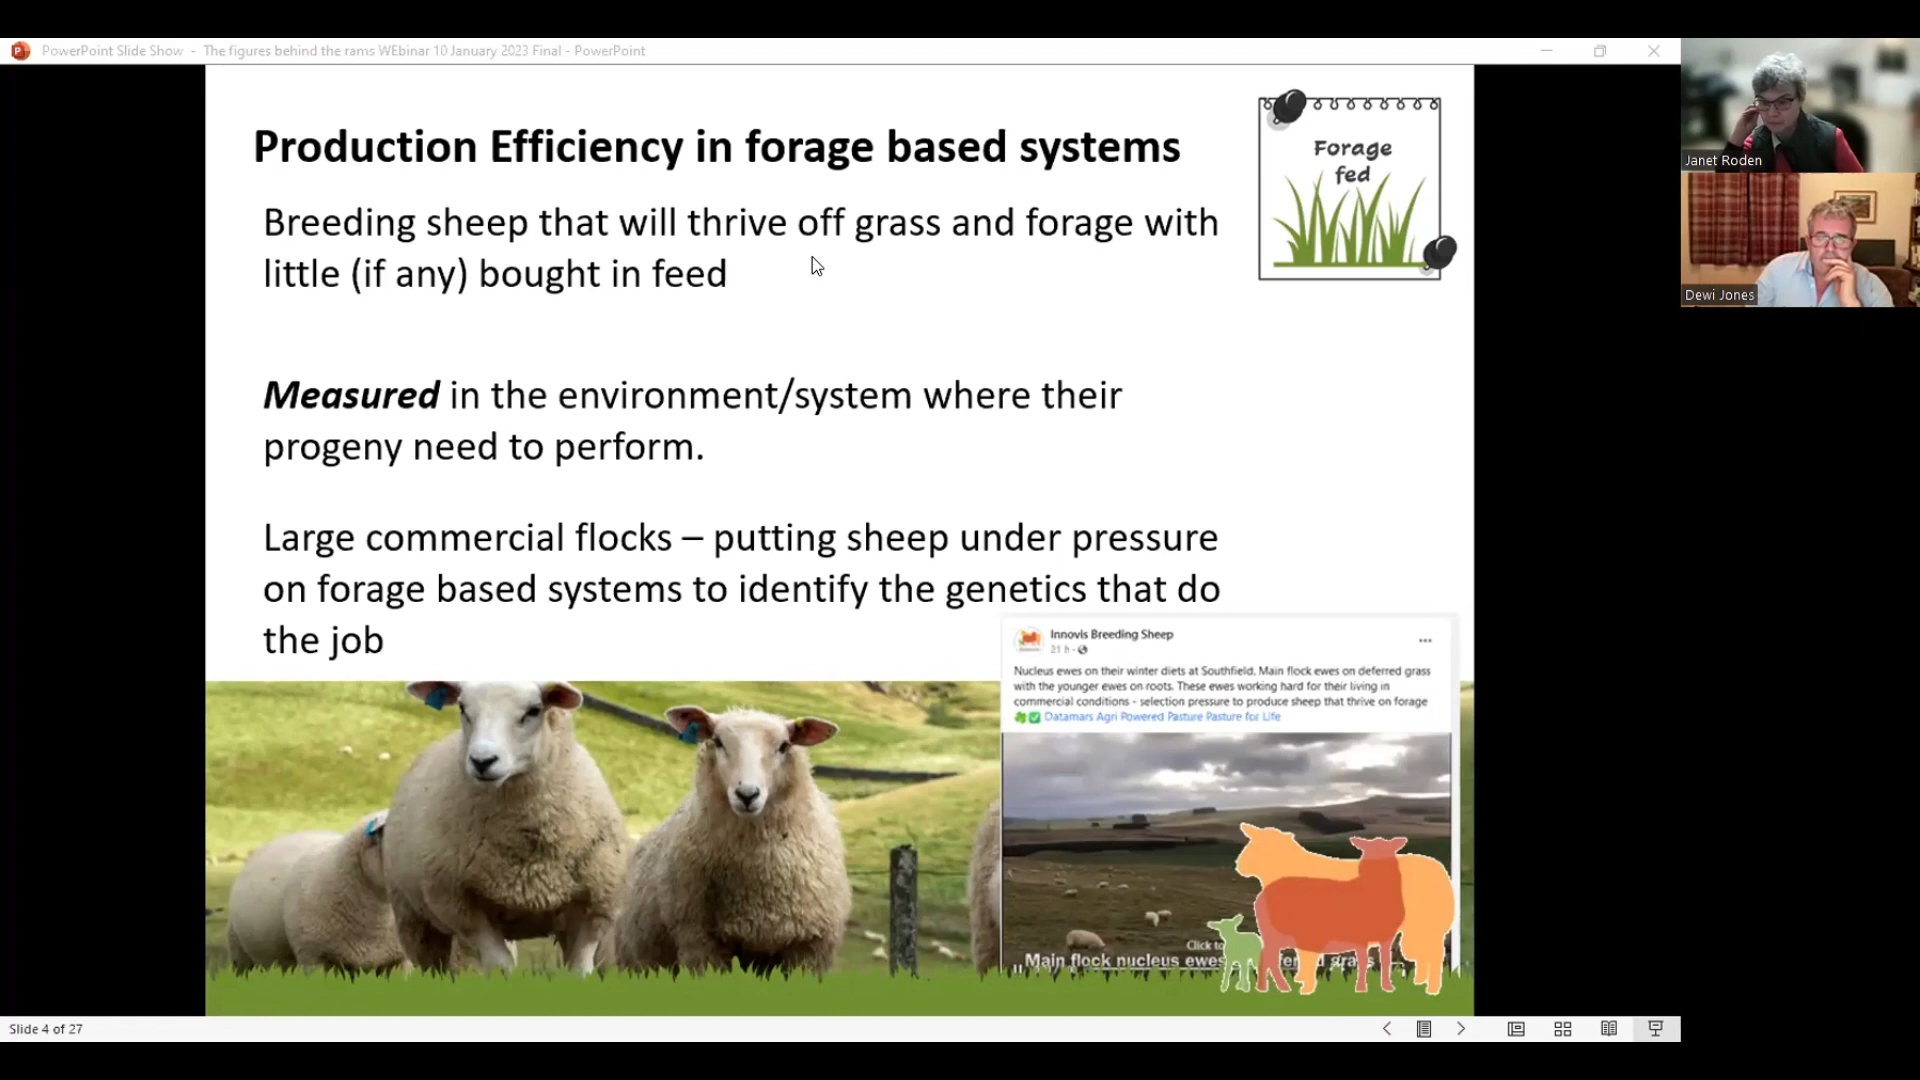 PowerPoint Slide Show - The figures behind the rams WEbinar 10 January 2023 Final - PowerPoint
Production Efficiency in forage based systems
Forage
fed
Breeding sheep that will thrive off grass and forage with
little (if any) bought in feed
Measured in the environment/system where their
progeny need to perform.
Large commercial flocks – putting sheep under pressure
on forage based systems to identify the genetics that do
the job
Innovis Breeding Sheep
21 h
Nucleus ewes on their winter diets at Southfield. Main flock ewes on deferred grass
with the younger ewes on roots. These ewes working hard for their living in
commercial conditions - selection pressure to produce sheep that thrive on forage
Datamars Agri Powered Pasture Pasture for Life
Click to
Main flock nucleus ewes
Janet Roden
Dewi Jones
Slide 4 of 27